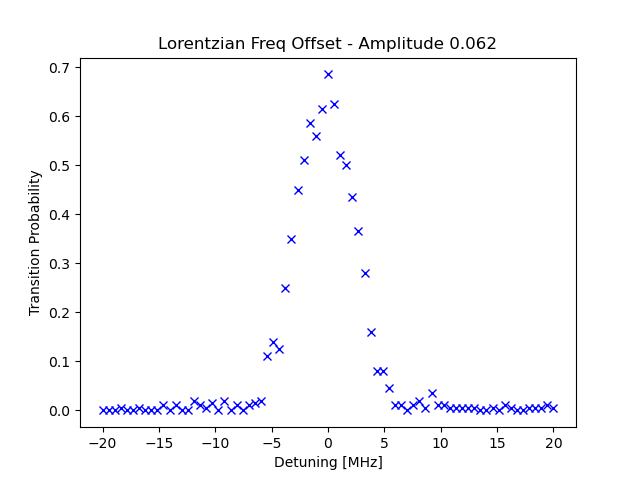 Lorentzian Freq Offset - Amplitude 0.062
Transition Probability
0.7
0.6
0.5
0.4
0.3
0.2
0.1
0.0
−20 −15 −10 −5 0 5 10 15 20
Detuning [MHz]